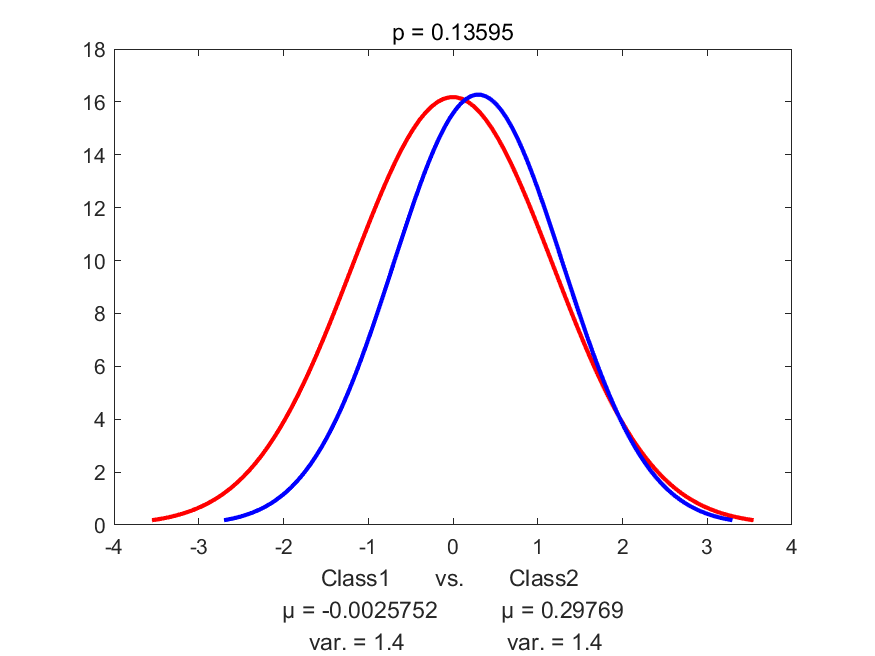 p = 0.13595
18
16
14
12
10
8
6
4
2
0
-4 -3 -2 -1 0 1 2 3 4
Class1 vs. Class2
μ = -0.0025752 μ = 0.29769
var. = 1.4 var. = 1.4